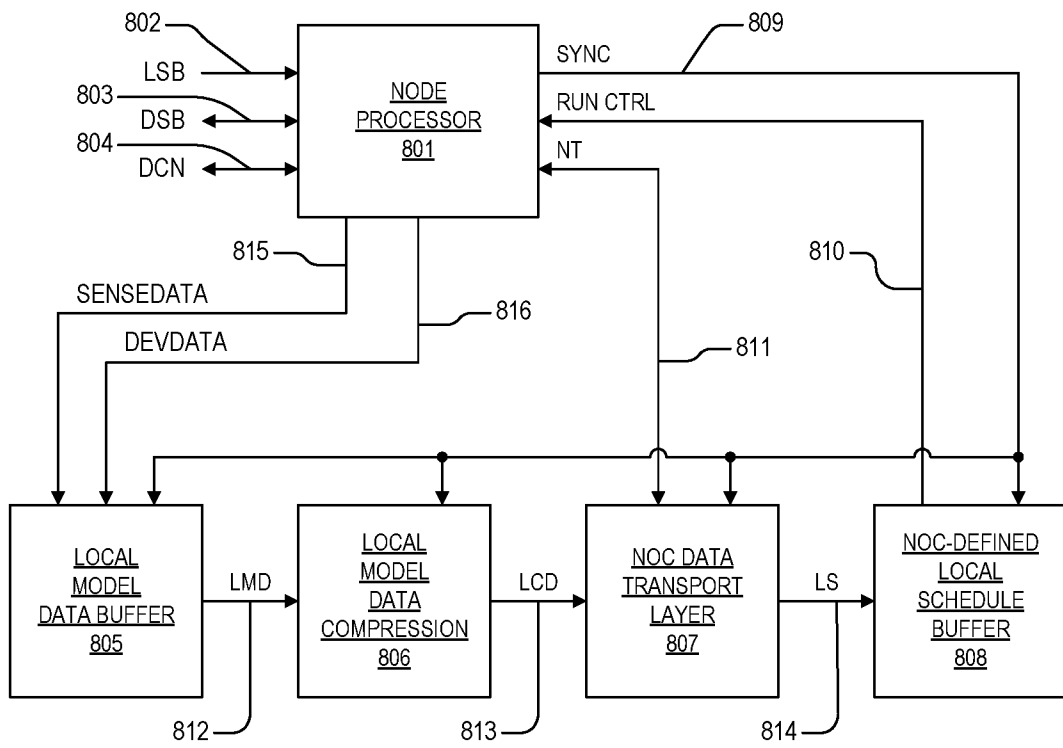 802
809
LSB
SYNC
803
NODE
PROCESSOR
801
DSB
RUN CTRL
804
DCN
NT
815
810
SENSEDATA
816
DEVDATA
811
LOCAL
MODEL
DATA BUFFER
805
LMD
LOCAL
MODEL
DATA
COMPRESSION
806
LCD
NOC DATA
TRANSPORT
LAYER
807
LS
NOC-DEFINED
LOCAL
SCHEDULE
BUFFER
808
812
813
814